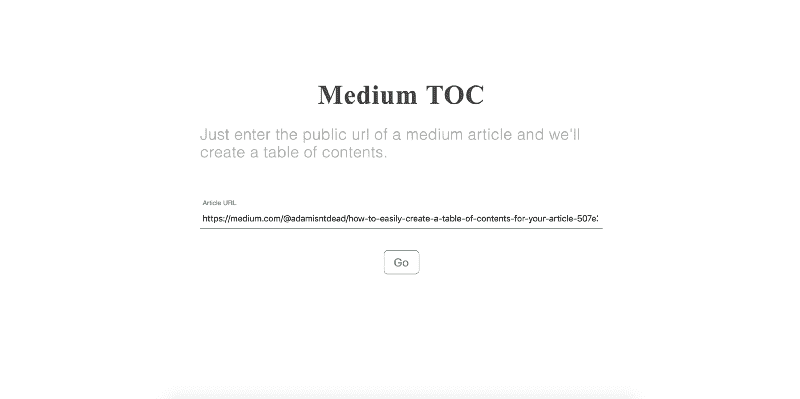 Medium TOC
Just enter the public url of a medium article and we'll
create a table of contents.
Article URL
https://medium.com/@adamisntdead/how-to-easily-create-a-table-of-contents-for-your-article-507e
Go